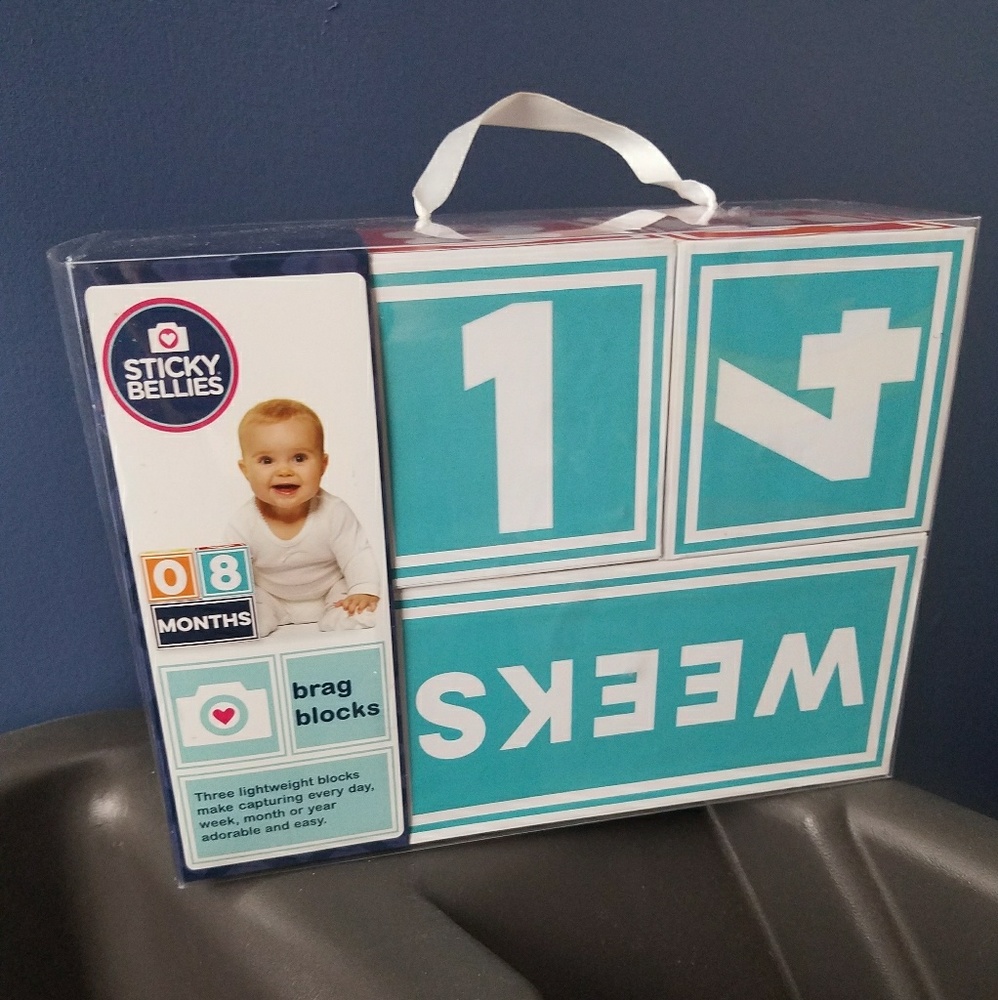 STICKY
BELLIES
1
4
0 8
MONTHS
WEEKS
brag
blocks
Three lightweight blocks
make capturing every day,
week, month or year
adorable and easy.